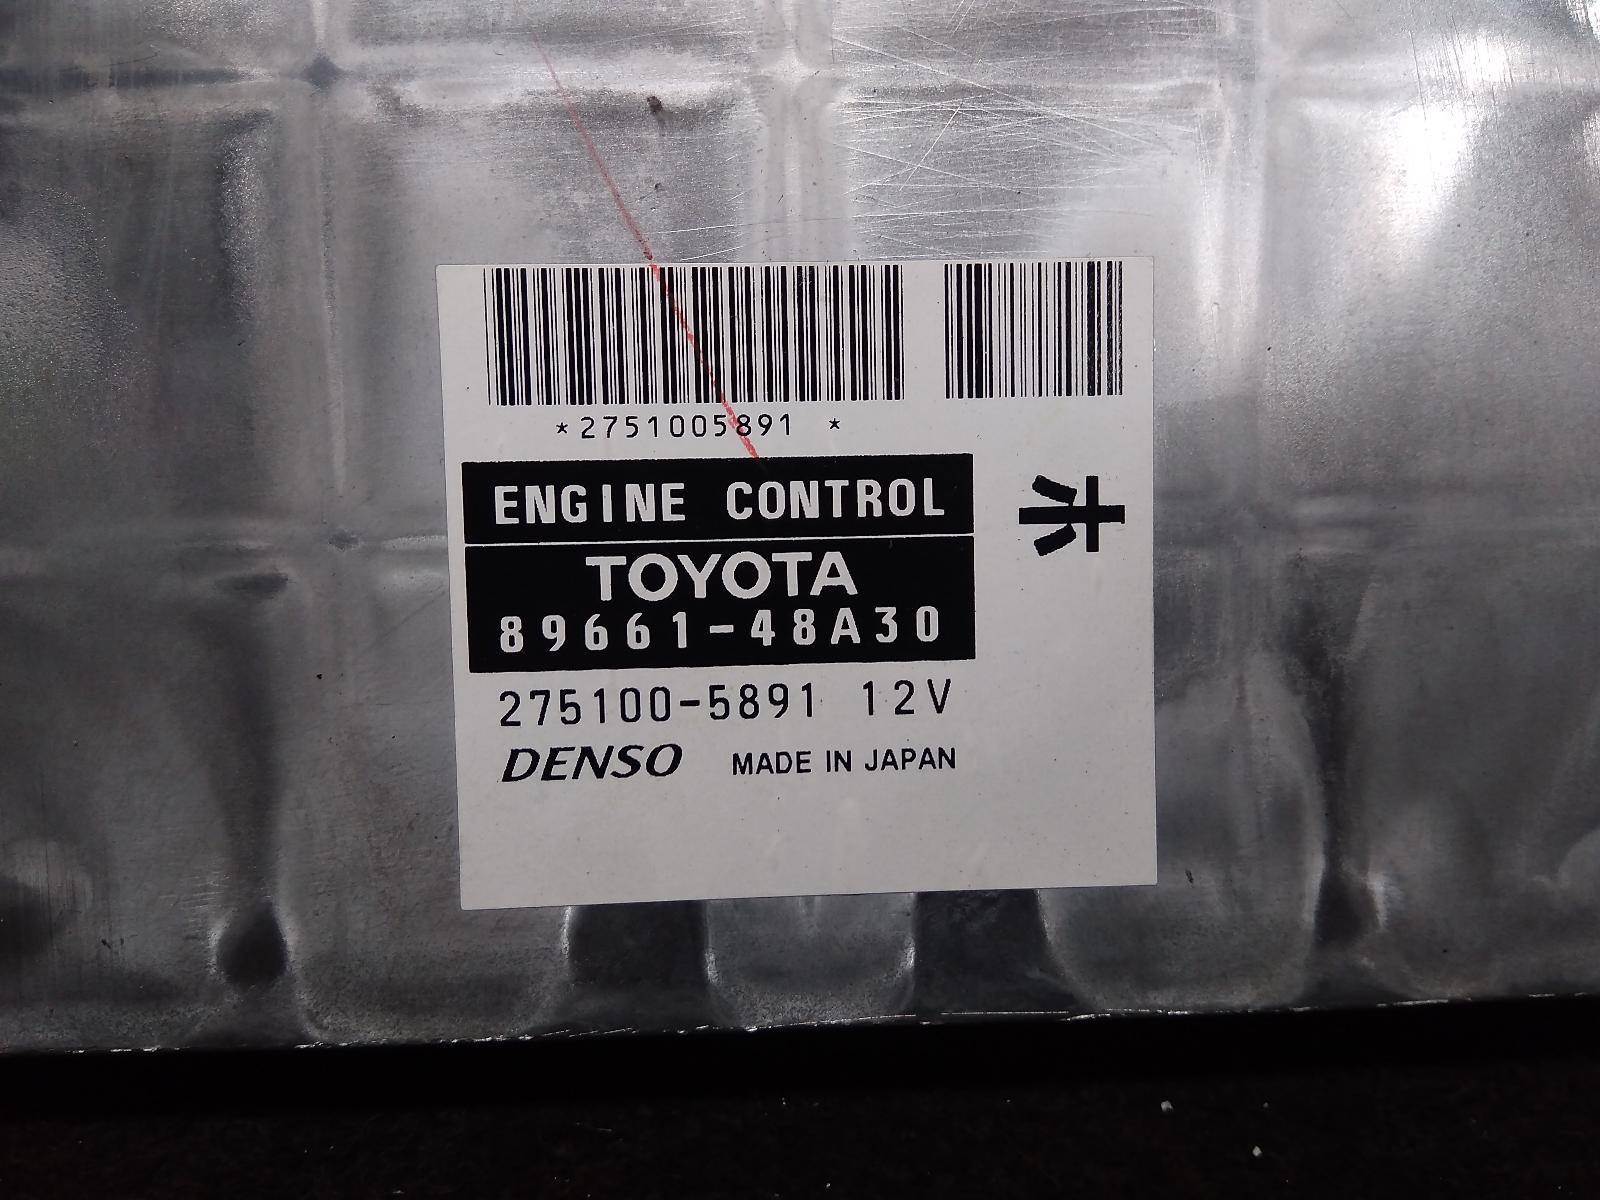 *2751005891 *
ENGINE CONTROL
TOYOTA
89661-48A30
275100-5891 12V
DENSO MADE IN JAPAN